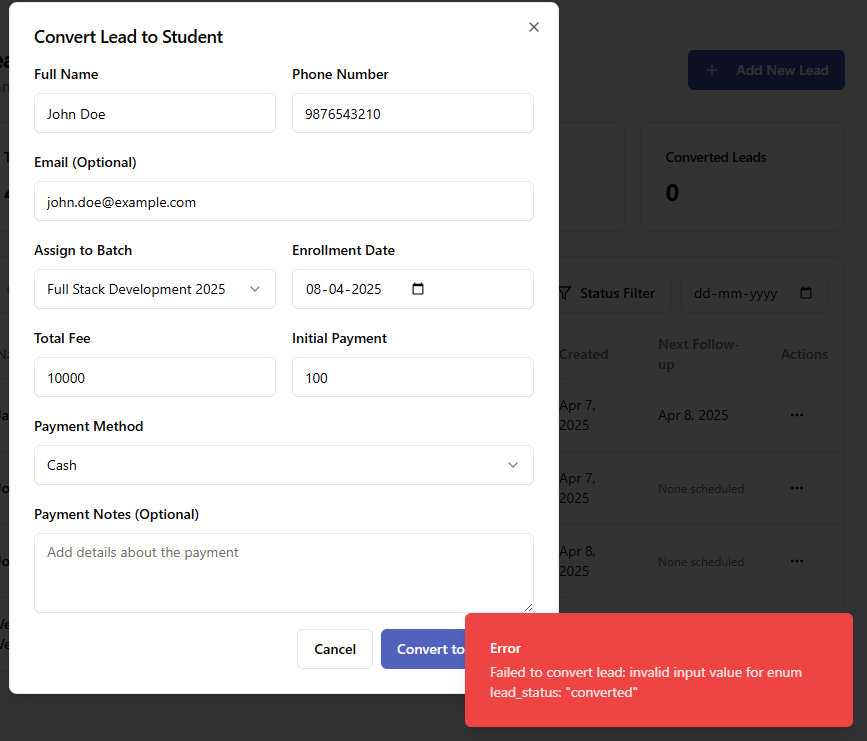 Convert Lead to Student
Full Name
Phone Number
John Doe
9876543210
Email (Optional)
john.doe@example.com
Assign to Batch
Enrollment Date
Full Stack Development 2025
08-04-2025
Total Fee
Initial Payment
10000
100
Payment Method
Cash
Payment Notes (Optional)
Add details about the payment
Cancel
Convert to
Add New Lead
Converted Leads
0
Status Filter
dd-mm-yyyy
Created
Next Follow-
up
Actions
Apr 7,
2025
Apr 8, 2025
Apr 7,
2025
None scheduled
Apr 8,
2025
None scheduled
Error
Failed to convert lead: invalid input value for enum
lead_status: "converted"